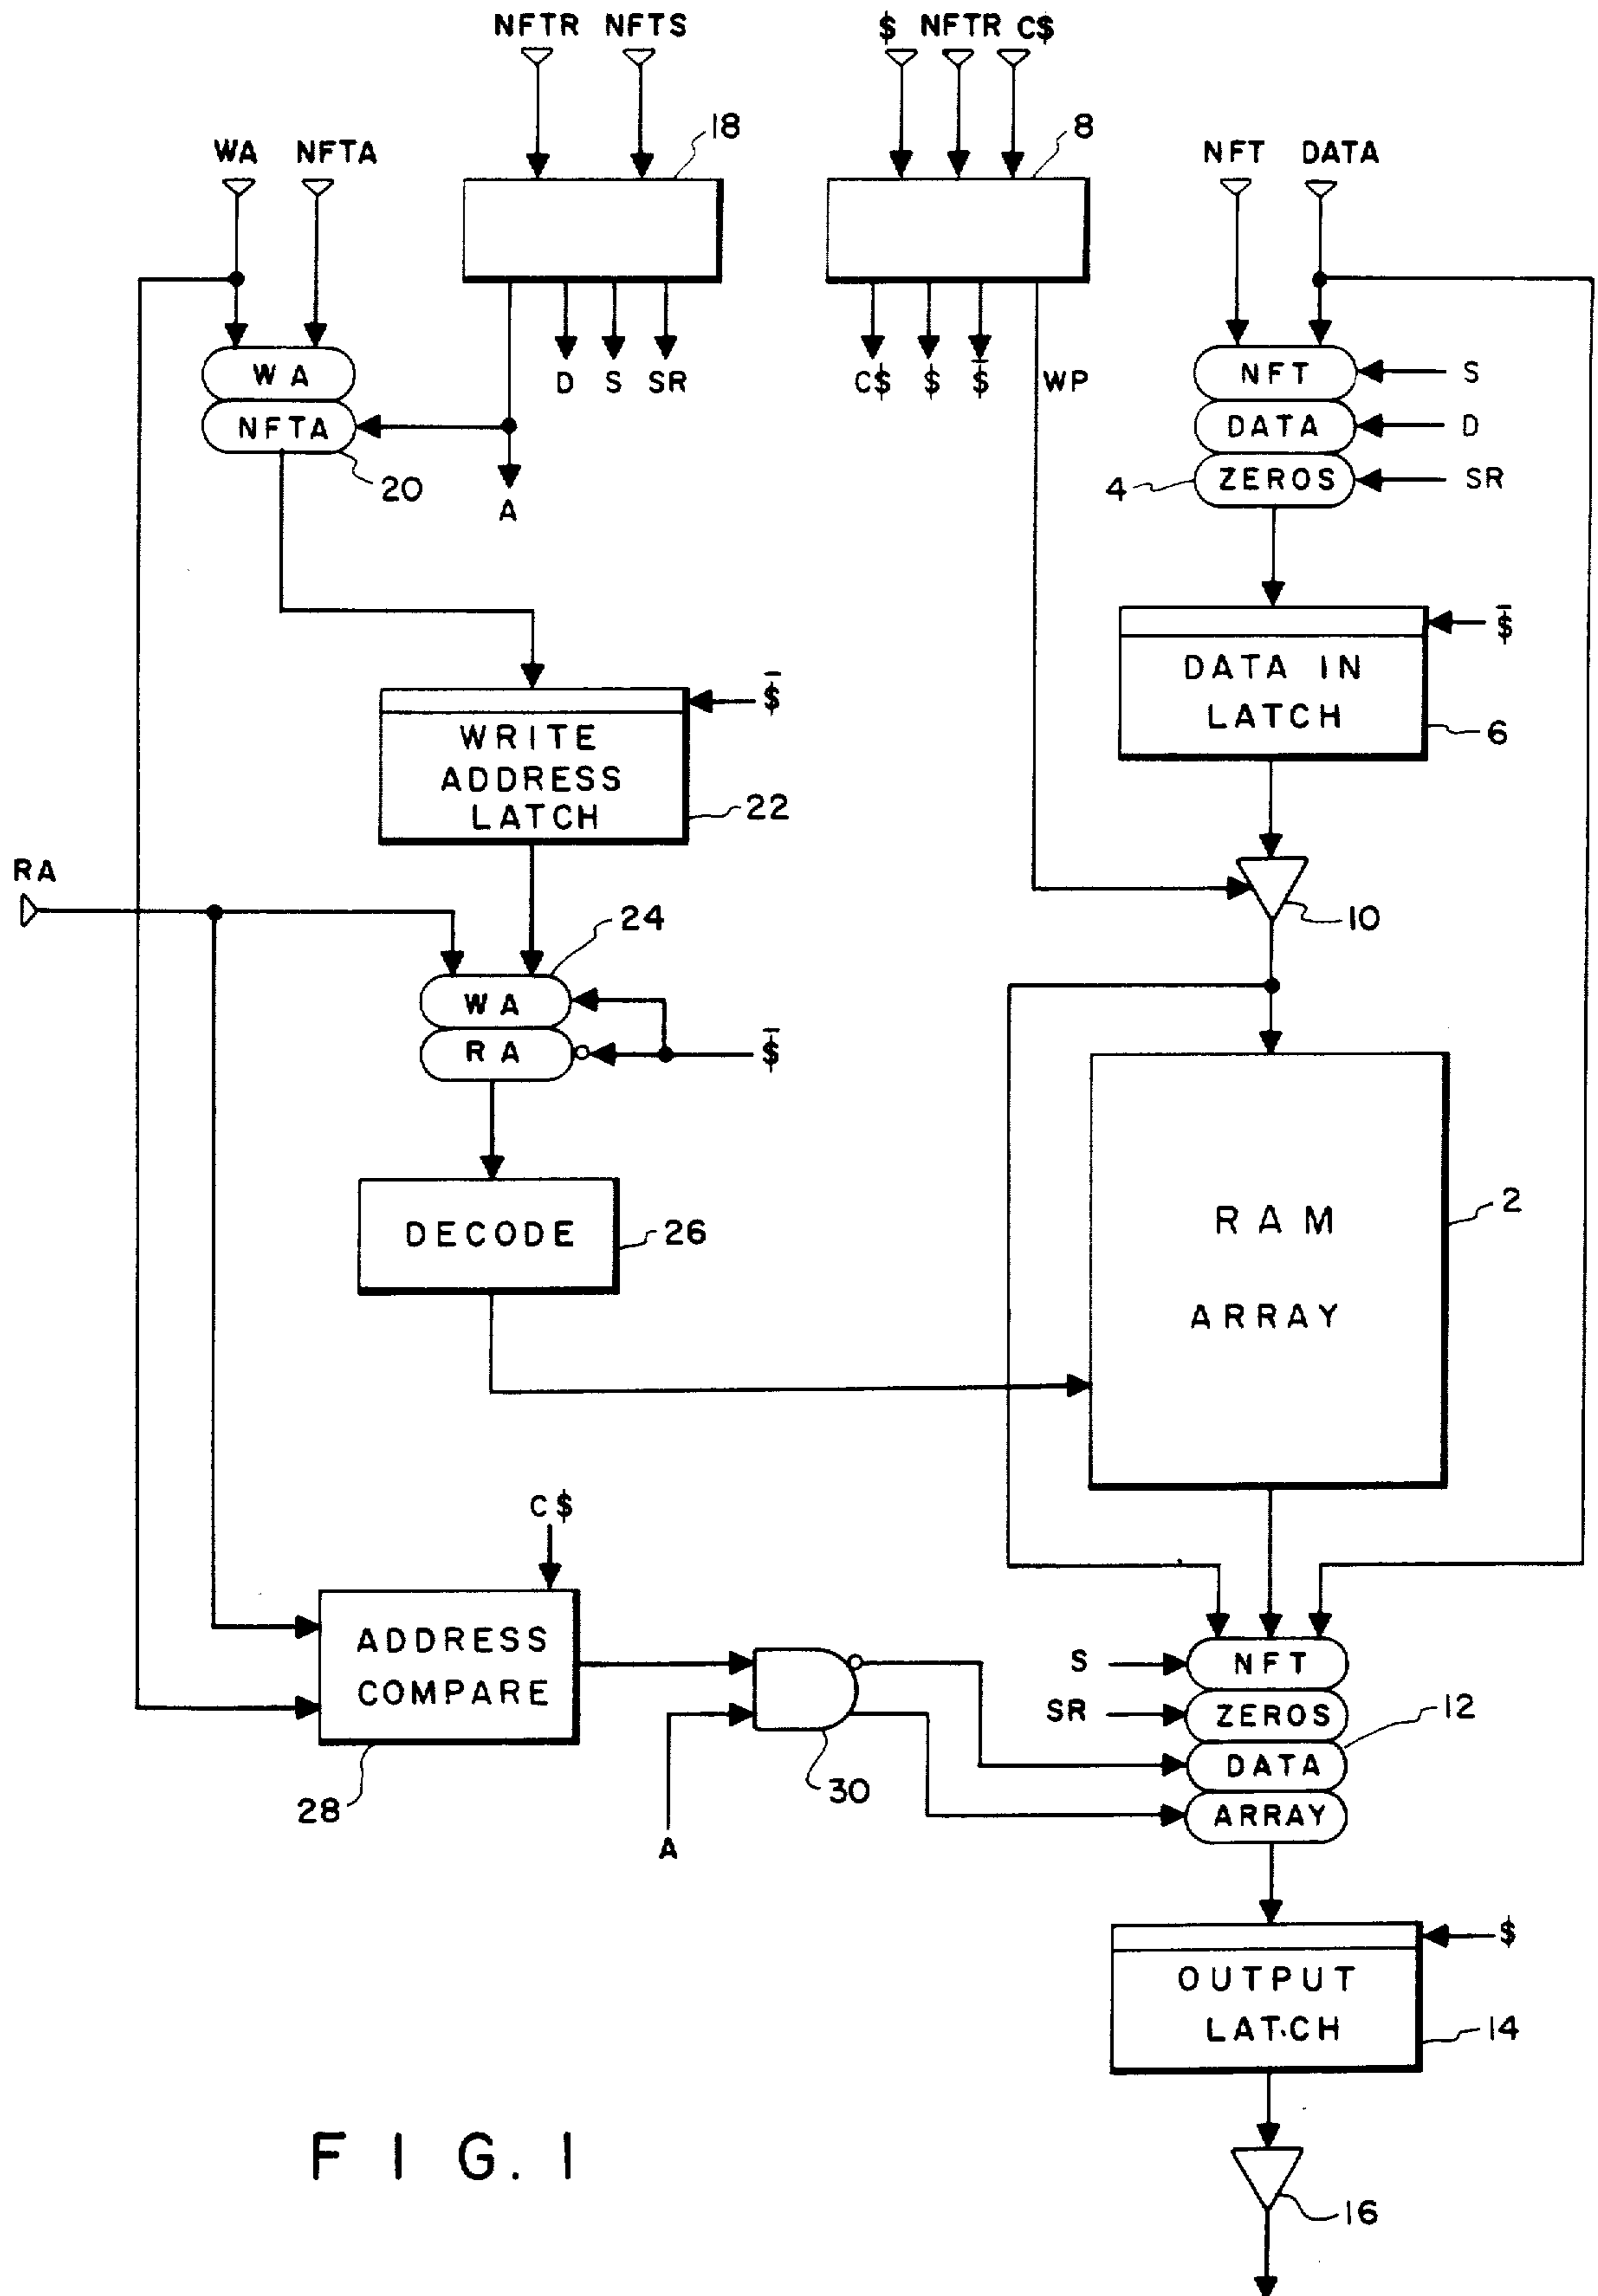 NFTR NFTS $ NFTR C$
18 8
WA NFTA NFT DATA
WA
NFTA
20
D S SR
A
C$ $ $̅ WP
NFT S
DATA D
4 ZEROS SR
$̅
DATA IN
LATCH
6
$̅
WRITE
ADDRESS
LATCH
22
RA
10
24
WA
RA
$̅
DECODE
26
RAM
ARRAY
2
C$
ADDRESS
COMPARE
28
30
A
S NFT
SR ZEROS
12
DATA
ARRAY
$
OUTPUT
LATCH
14
16
FIG. 1